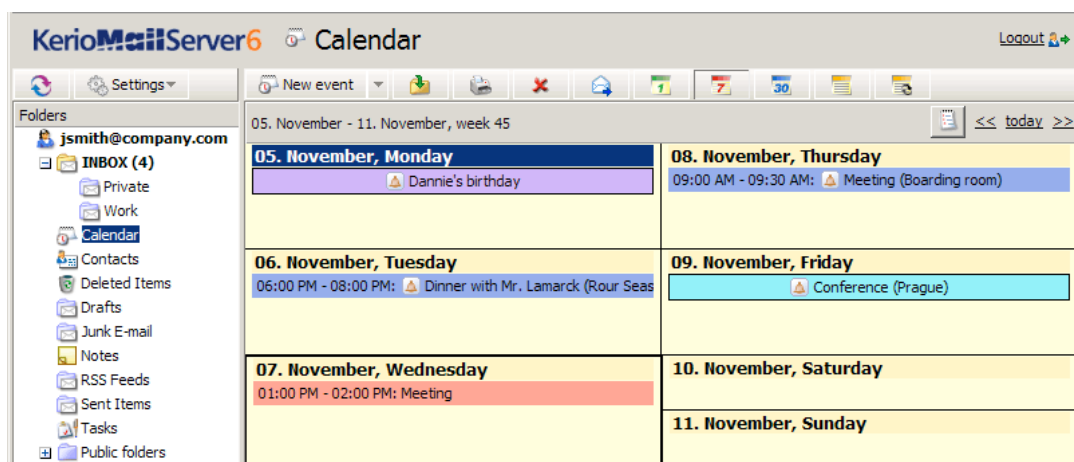 KerioMailServer6 Calendar Logout
Settings New event 1 7 30
Folders
jsmith@company.com
INBOX (4)
Private
Work
Calendar
Contacts
Deleted Items
Drafts
Junk E-mail
Notes
RSS Feeds
Sent Items
Tasks
Public folders
05. November - 11. November, week 45 << today >>
05. November, Monday
Dannie's birthday
06. November, Tuesday
06:00 PM - 08:00 PM: Dinner with Mr. Lamarck (Rour Seas
07. November, Wednesday
01:00 PM - 02:00 PM: Meeting
08. November, Thursday
09:00 AM - 09:30 AM: Meeting (Boarding room)
09. November, Friday
Conference (Prague)
10. November, Saturday
11. November, Sunday